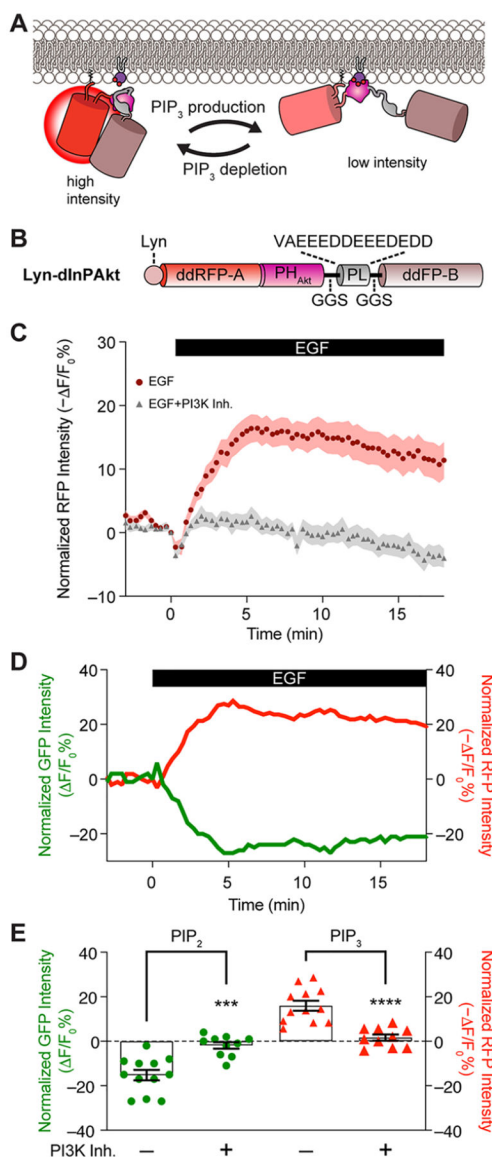 A
PIP3 production
PIP3 depletion
high
intensity
low intensity
B
Lyn
VAEEEDDEEEDEDD
Lyn-dInPAkt
ddRFP-A
PHAkt
PL
ddFP-B
GGS
GGS
C
EGF
30
20
10
0
–10
EGF
EGF+PI3K Inh.
Normalized RFP Intensity (−ΔF/F0%)
0
5
10
15
Time (min)
D
EGF
Normalized GFP Intensity
(ΔF/F0%)
40
20
0
–20
40
20
0
–20
Normalized RFP Intensity
(−ΔF/F0%)
0
5
10
15
Time (min)
E
PIP2
PIP3
Normalized GFP Intensity
(ΔF/F0%)
40
20
0
–20
–40
***
****
40
20
0
–20
–40
Normalized RFP Intensity
(−ΔF/F0%)
PI3K Inh.
–
+
–
+